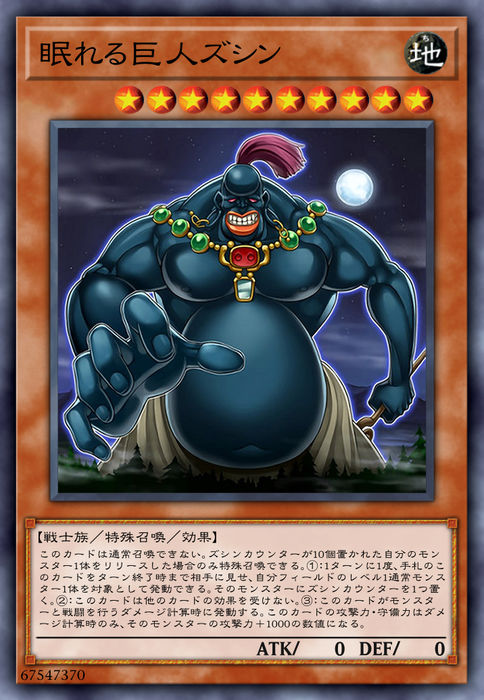 眠れる巨人ズシン
ち
地
【戦士族／特殊召喚／効果】
このカードは通常召喚できない。ズシンカウンターが10個置かれた自分のモン
スター1体をリリースした場合のみ特殊召喚できる。①:1ターンに1度、手札のこ
のカードをターン終了時まで相手に見せ、自分フィールドのレベル1通常モンス
ター1体を対象として発動できる。そのモンスターにズシンカウンターを1つ置
く。②:このカードは他のカードの効果を受けない。③:このカードがモンスタ
ーと戦闘を行うダメージ計算時に発動する。このカードの攻撃力・守備力はダメ
ージ計算時のみ、そのモンスターの攻撃力+1000の数値になる。
ATK/ 0 DEF/ 0
67547370